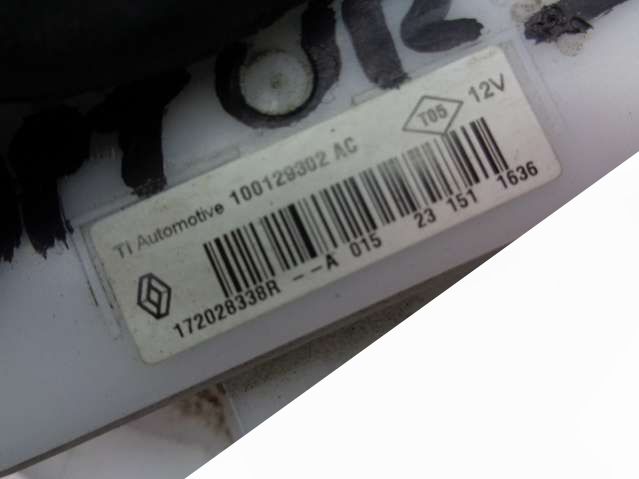 TI Automotive 100129302 AC
T05
12V
172028338R --A 015 23 151 1636